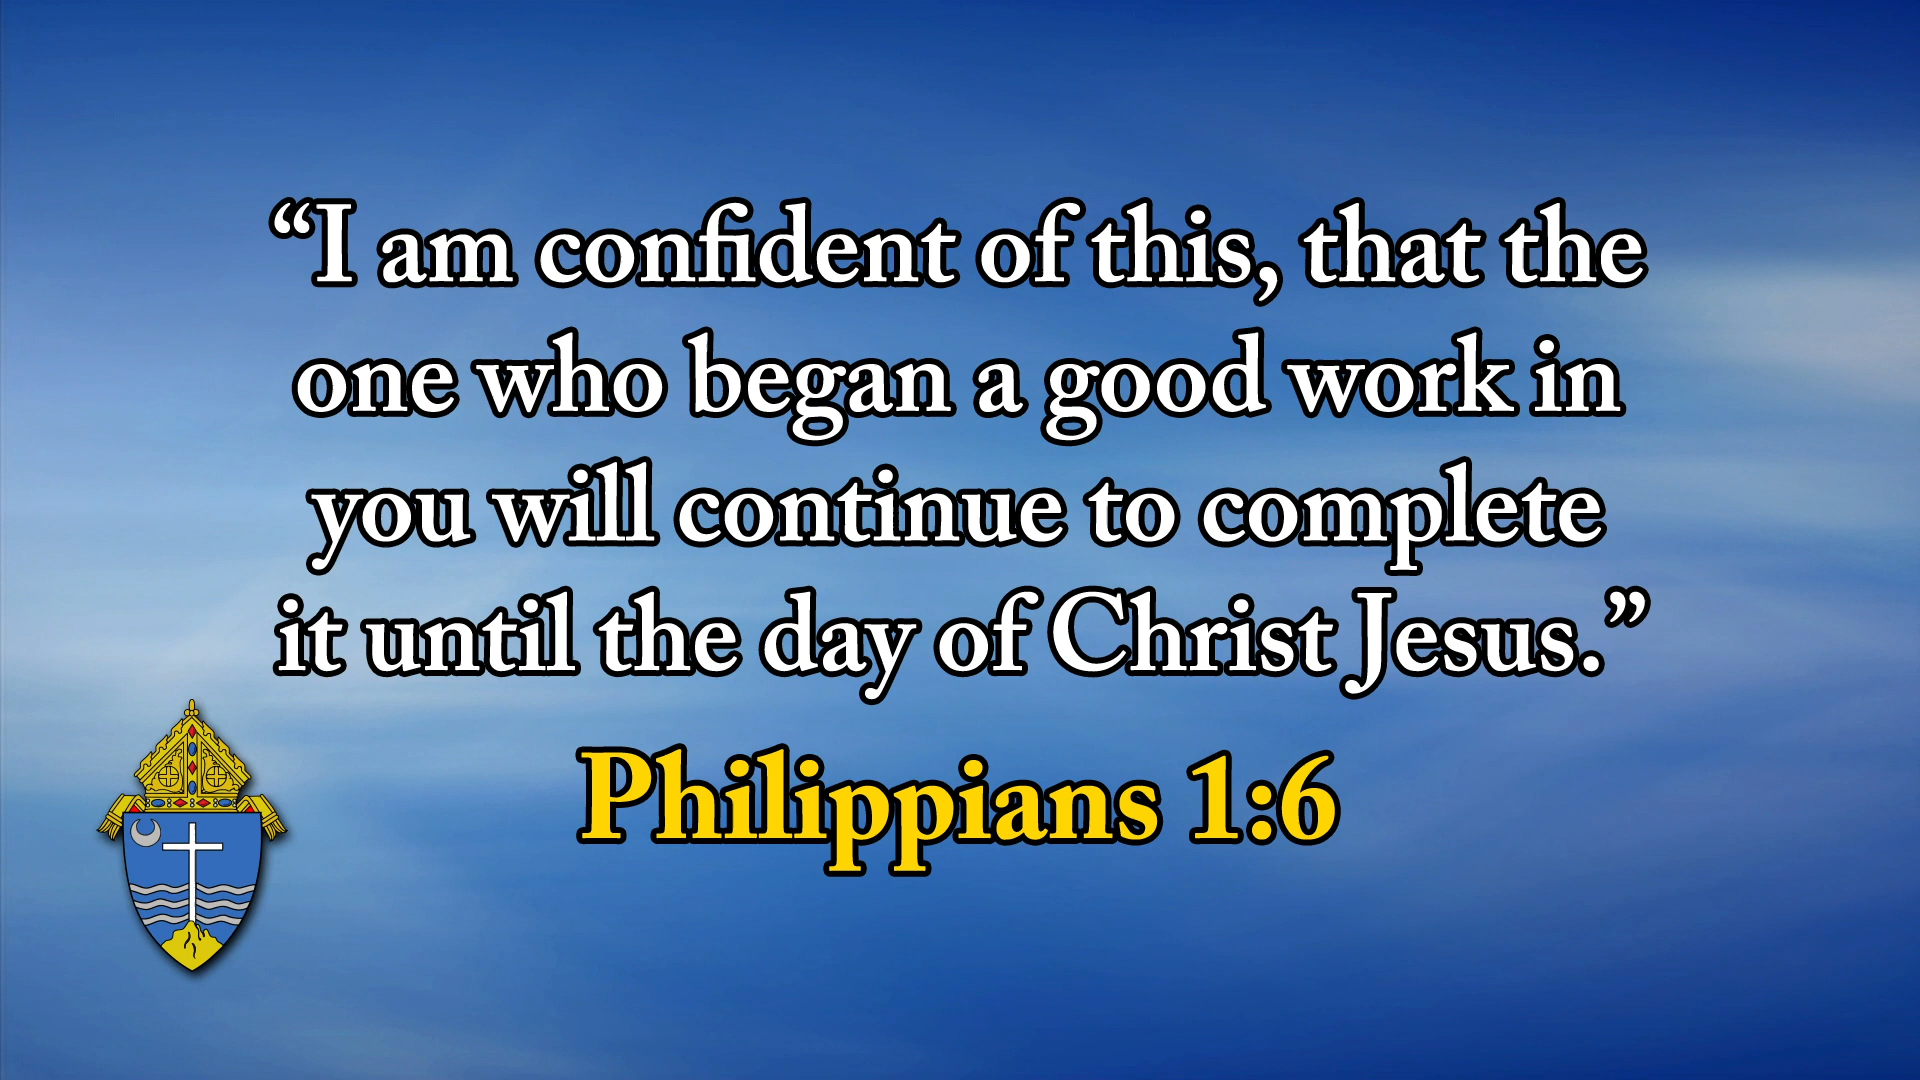 “I am confident of this, that the
one who began a good work in
you will continue to complete
it until the day of Christ Jesus.”
Philippians 1:6